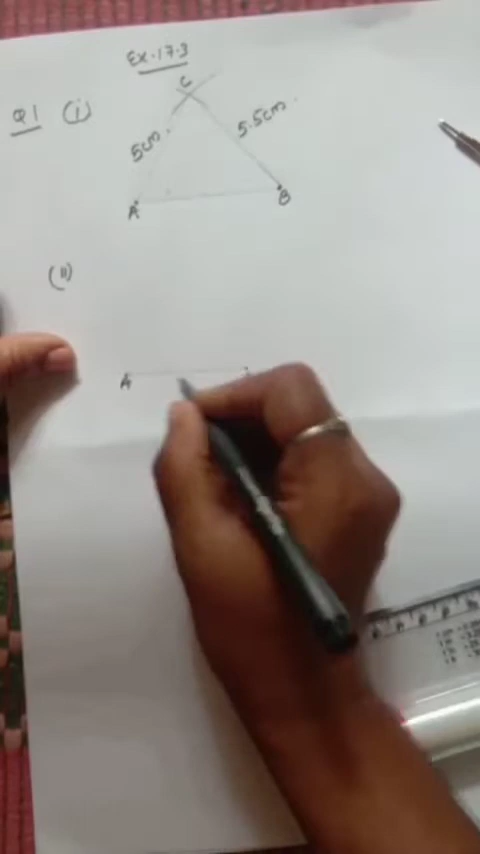 Ex.17.3
Q1 (i)
C
5cm.
5.5cm.
A
B
(ii)
A